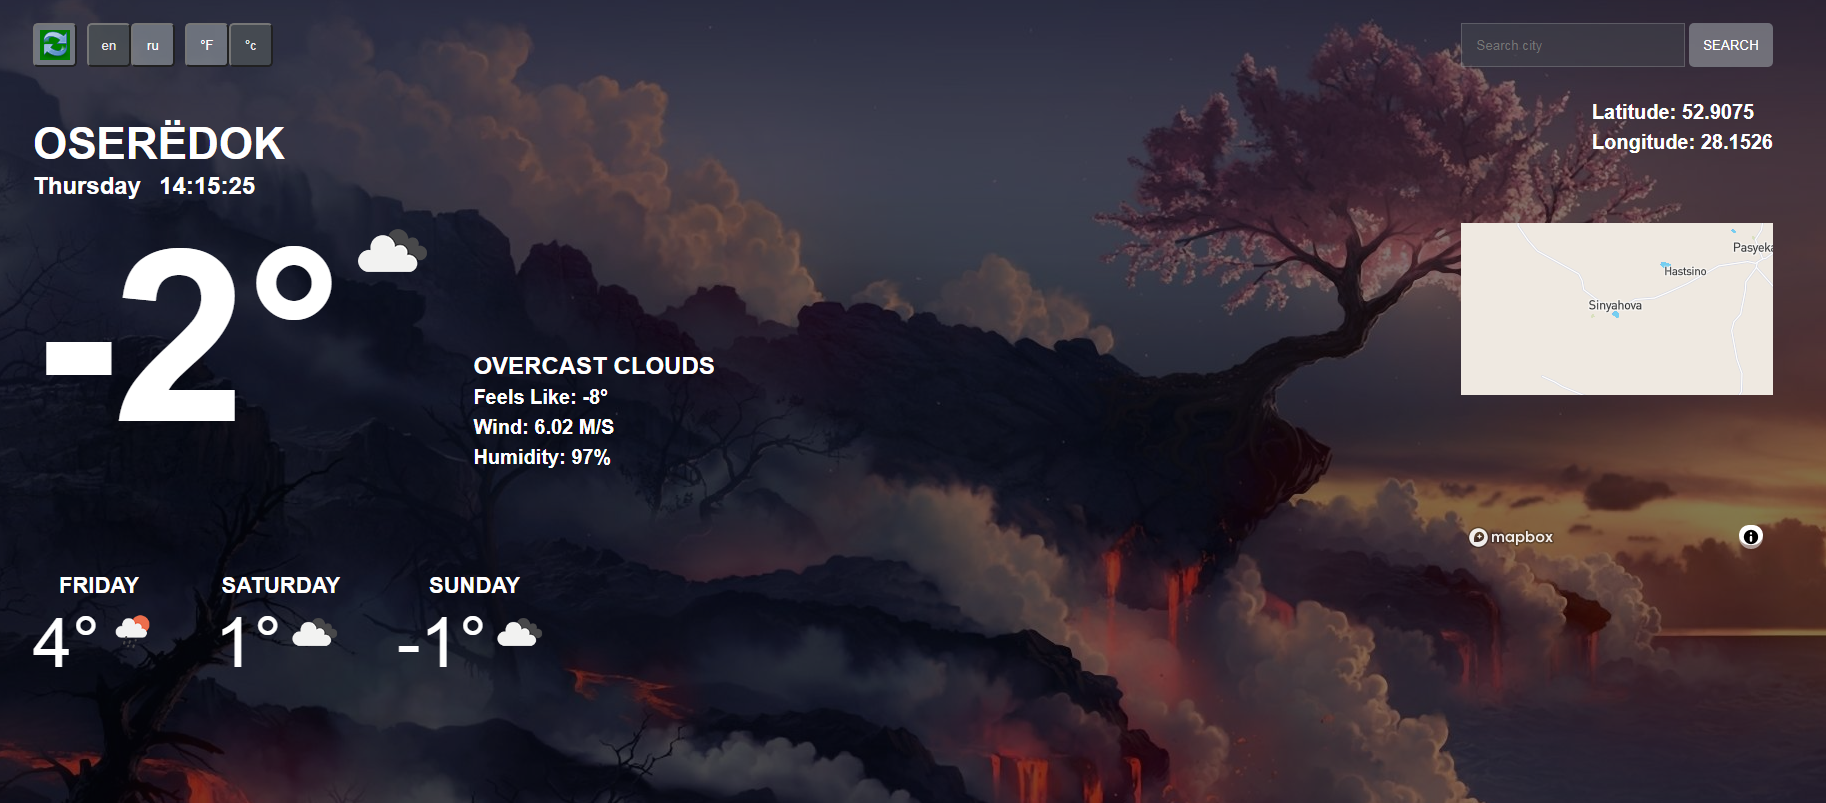 en ru °F °c
Search city SEARCH
OSERËDOK
Thursday 14:15:25
Latitude: 52.9075
Longitude: 28.1526
-2°
OVERCAST CLOUDS
Feels Like: -8°
Wind: 6.02 M/S
Humidity: 97%
Pasyeka
Hastsino
Sinyahova
mapbox
FRIDAY SATURDAY SUNDAY
4° 1° -1°